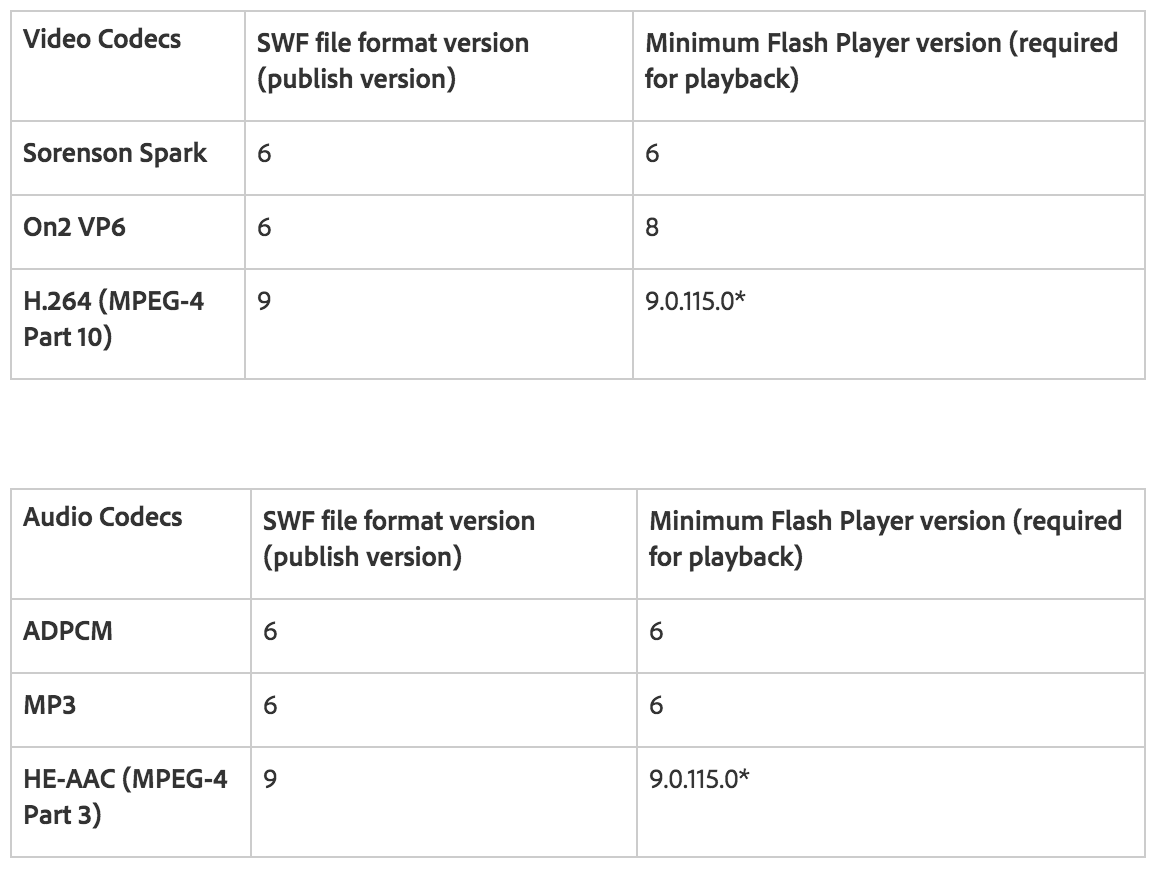 Video Codecs
SWF file format version
(publish version)
Minimum Flash Player version (required
for playback)
Sorenson Spark
6
6
On2 VP6
6
8
H.264 (MPEG-4
Part 10)
9
9.0.115.0*
Audio Codecs
SWF file format version
(publish version)
Minimum Flash Player version (required
for playback)
ADPCM
6
6
MP3
6
6
HE-AAC (MPEG-4
Part 3)
9
9.0.115.0*